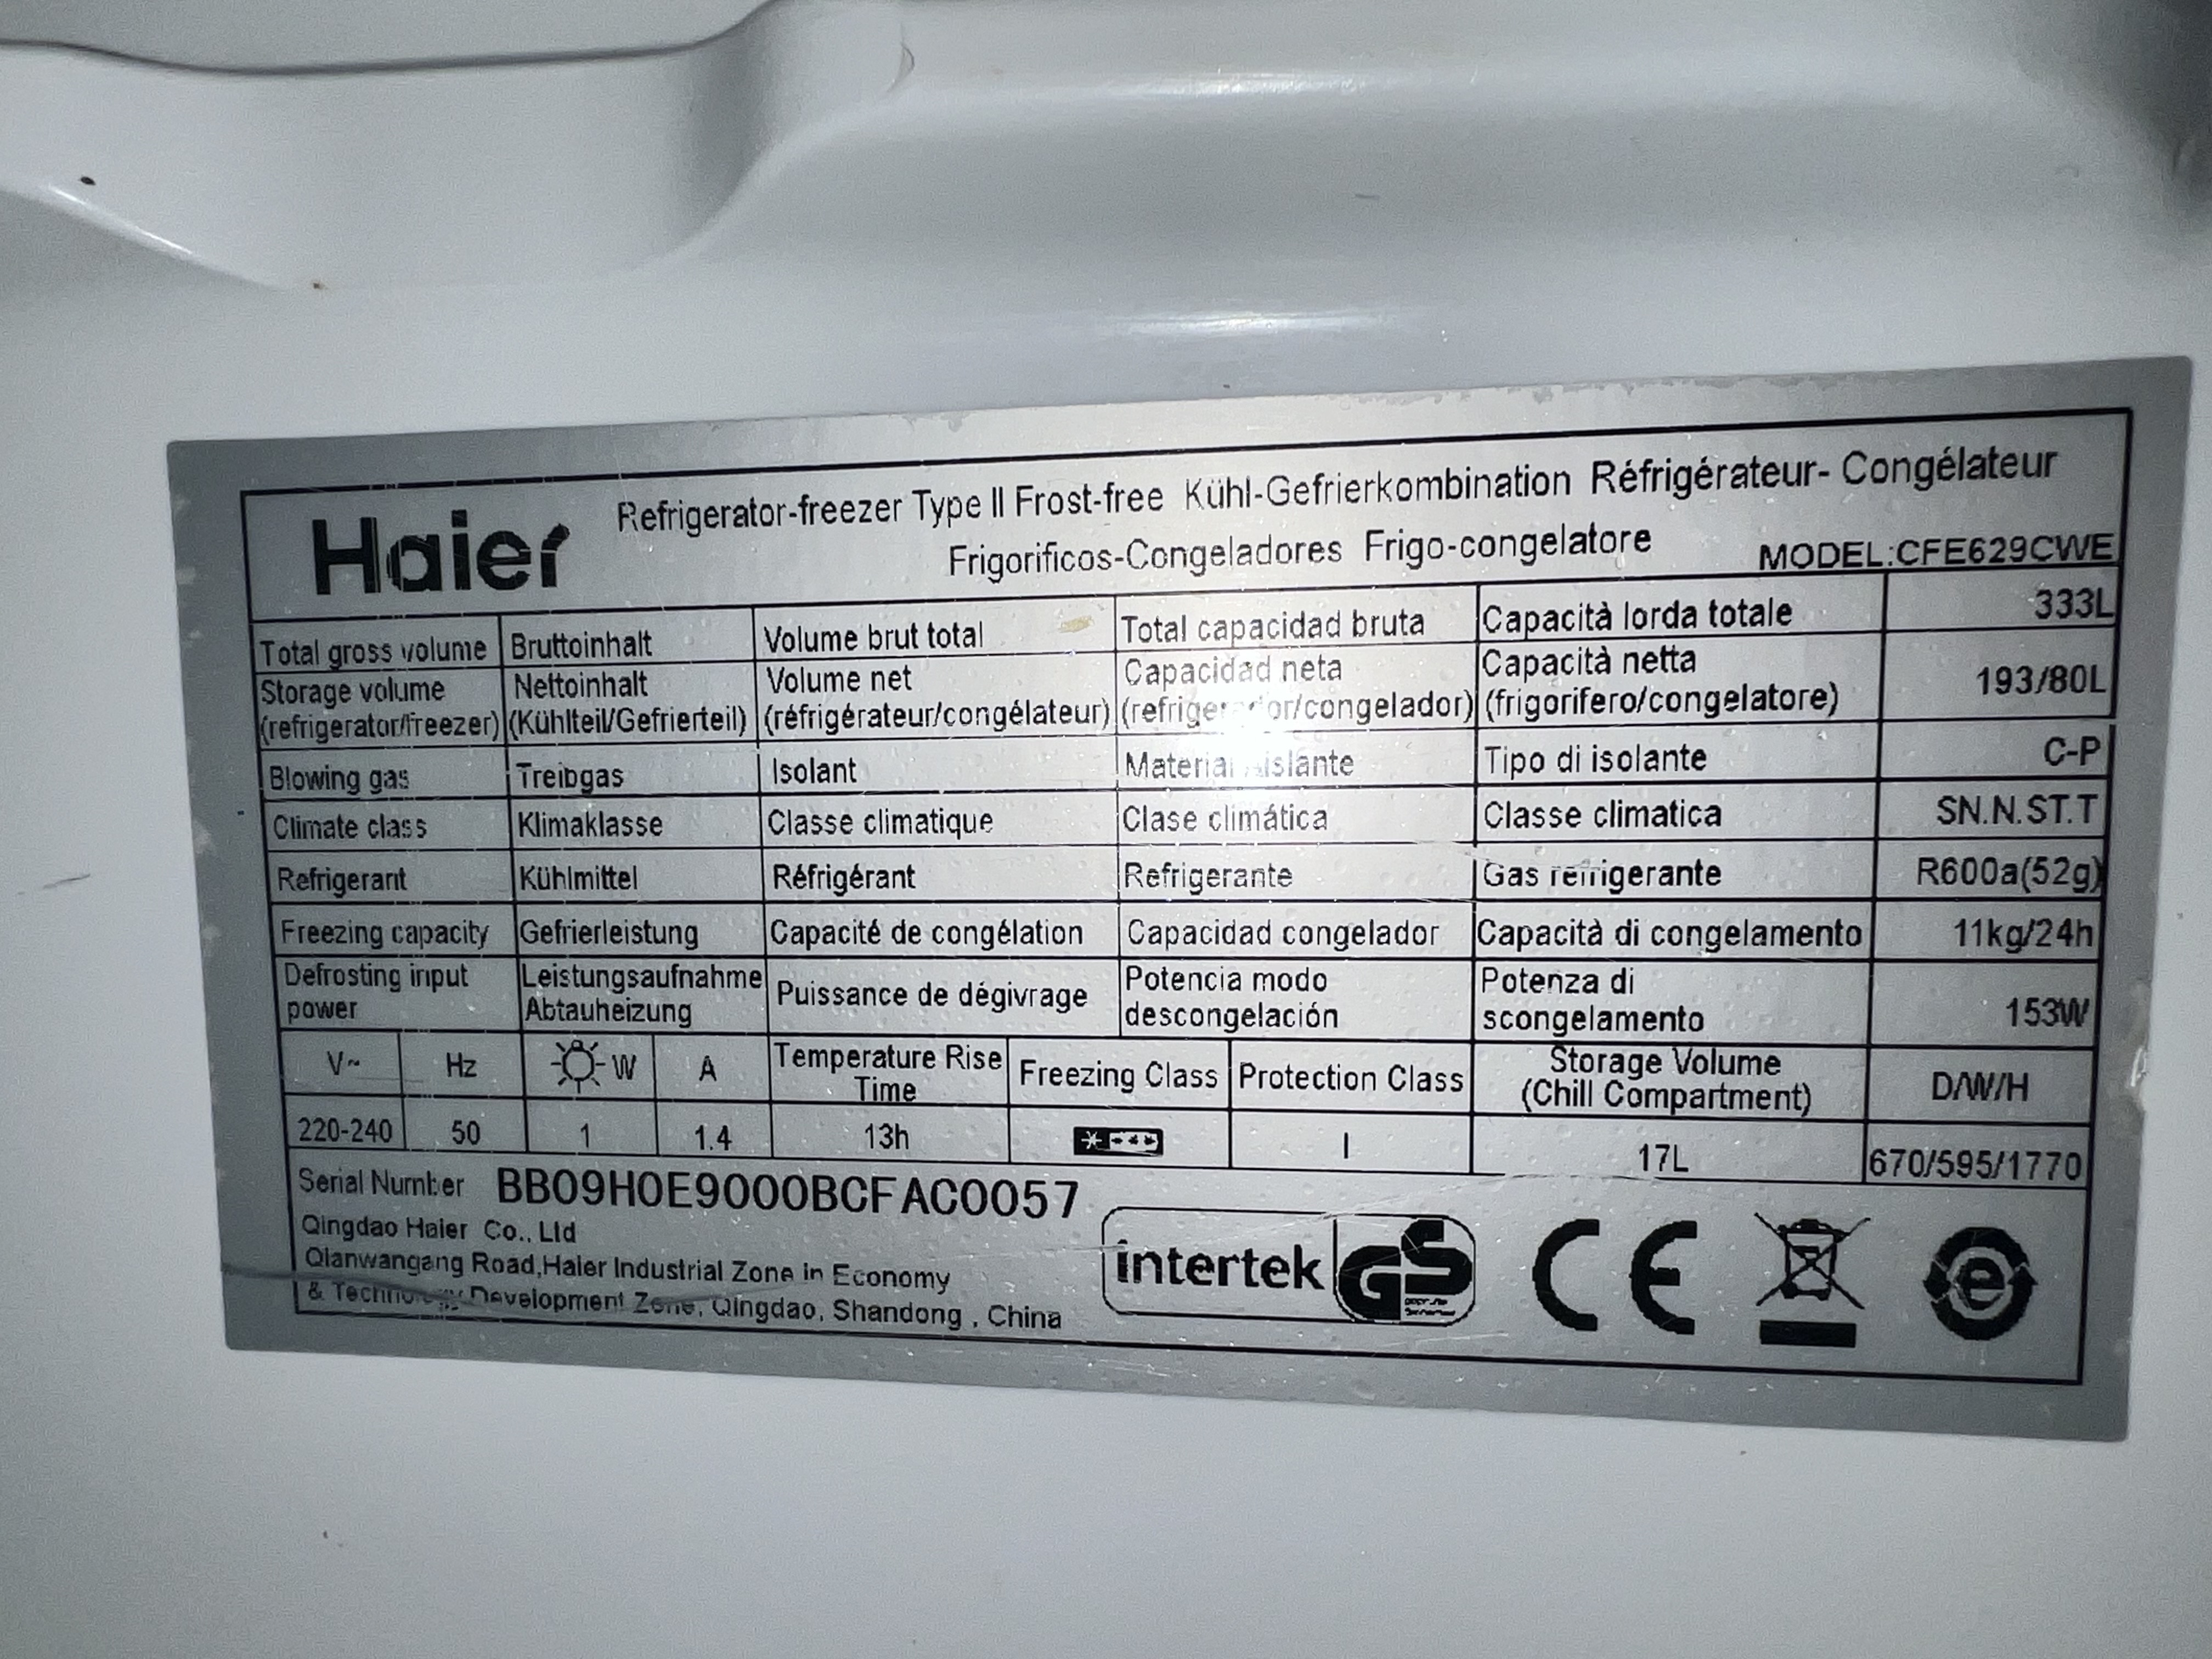 Haier
Refrigerator-freezer Type II Frost-free Kühl-Gefrierkombination Réfrigérateur- Congélateur
Frigorificos-Congeladores Frigo-congelatore
MODEL:CFE629CWE
Total gross volume Bruttoinhalt Volume brut total Total capacidad bruta Capacità lorda totale 333L
Storage volume Nettoinhalt Volume net Capacidad neta Capacità netta
(refrigerator/freezer) (Kühlteil/Gefrierteil) (réfrigérateur/congélateur) (refrigerador/congelador) (frigorifero/congelatore) 193/80L
Blowing gas Treibgas Isolant Material Aislante Tipo di isolante C-P
Climate class Klimaklasse Classe climatique Clase climática Classe climatica SN.N.ST.T
Refrigerant Kühlmittel Réfrigérant Refrigerante Gas refrigerante R600a(52g)
Freezing capacity Gefrierleistung Capacité de congélation Capacidad congelador Capacità di congelamento 11kg/24h
Defrosting input Leistungsaufnahme Puissance de dégivrage Potencia modo Potenza di
power Abtauheizung descongelación scongelamento 153W
V~ Hz W A Temperature Rise Freezing Class Protection Class Storage Volume D/W/H
Time (Chill Compartment)
220-240 50 1 1.4 13h I 17L 670/595/1770
Serial Number BB09H0E9000BCFAC0057
Qingdao Haier Co., Ltd
Qianwangang Road,Haier Industrial Zone in Economy
& Technology Development Zone, Qingdao, Shandong , China
intertek GS
CE
e